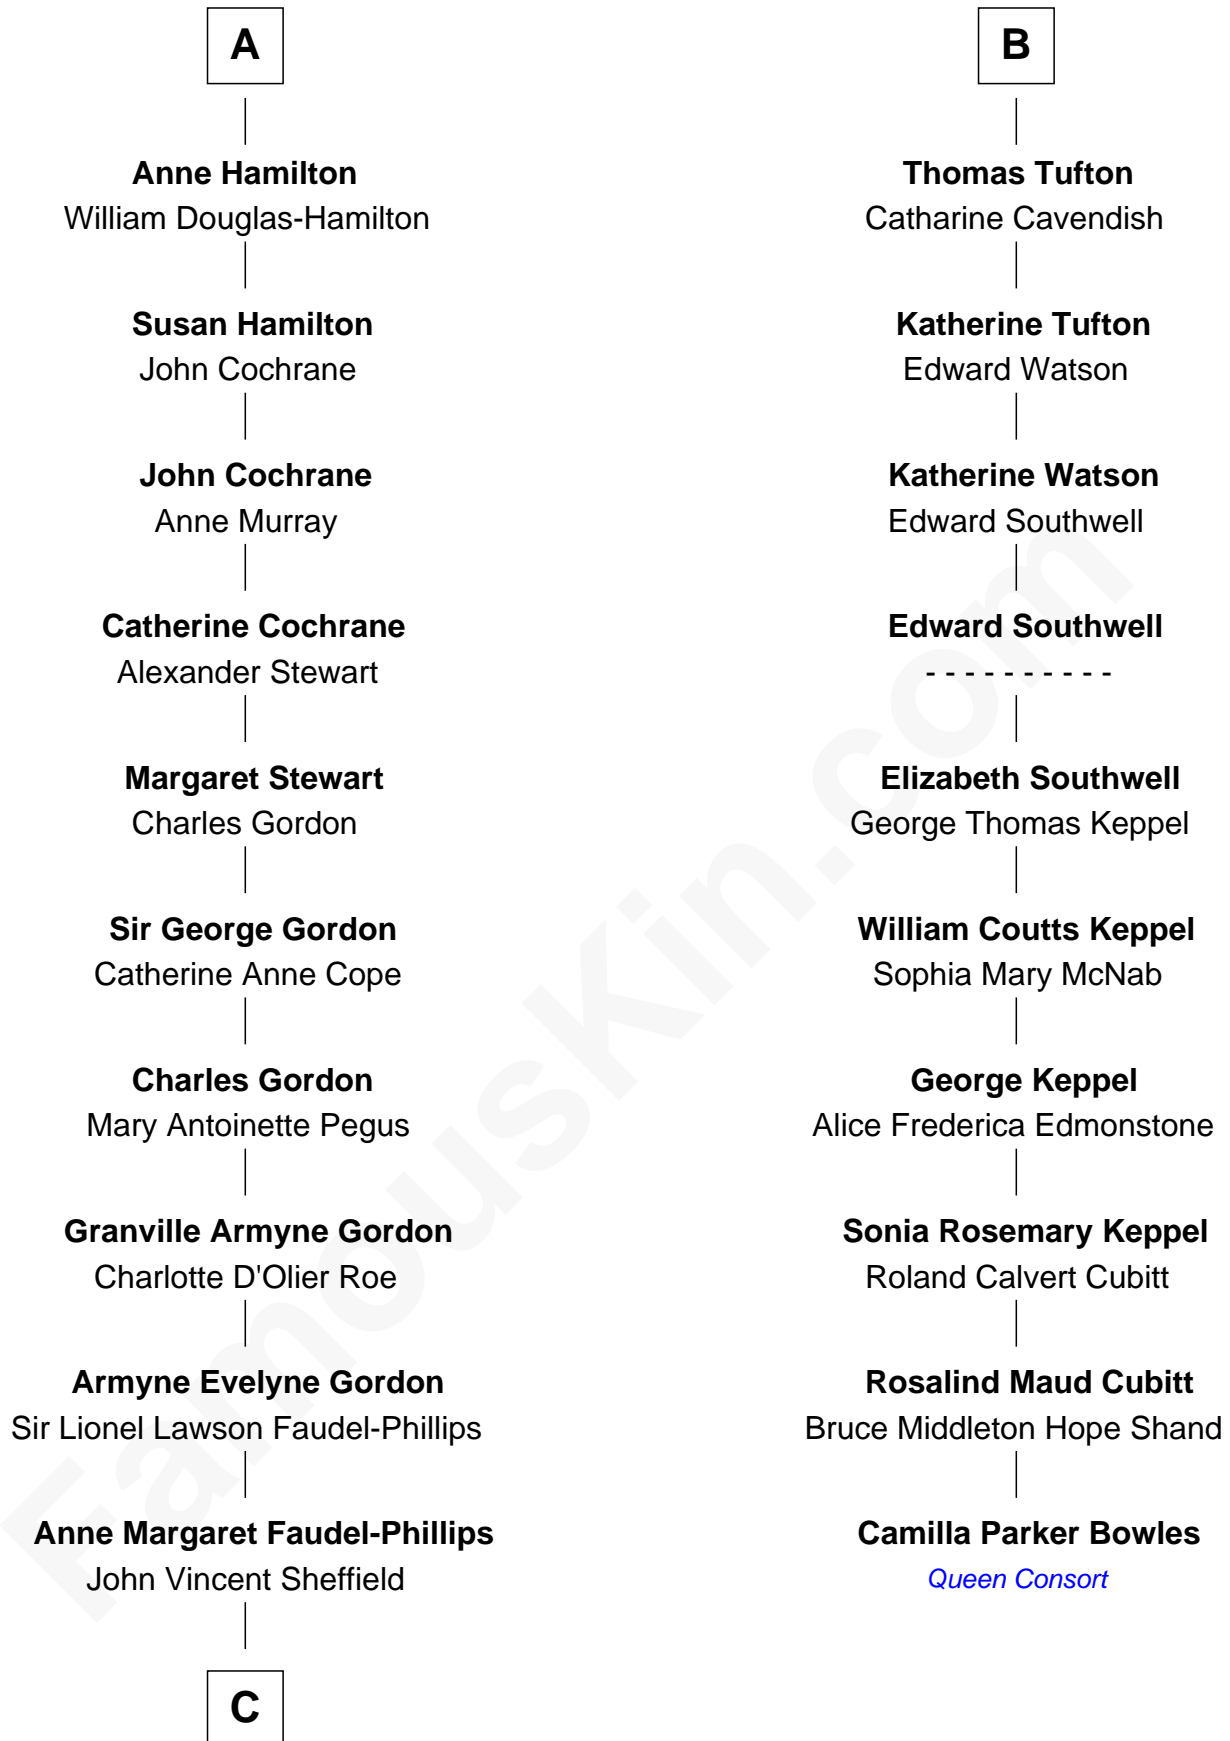 A
Anne Hamilton
William Douglas-Hamilton
Susan Hamilton
John Cochrane
John Cochrane
Anne Murray
Catherine Cochrane
Alexander Stewart
Margaret Stewart
Charles Gordon
Sir George Gordon
Catherine Anne Cope
Charles Gordon
Mary Antoinette Pegus
Granville Armyne Gordon
Charlotte D'Olier Roe
Armyne Evelyne Gordon
Sir Lionel Lawson Faudel-Phillips
Anne Margaret Faudel-Phillips
John Vincent Sheffield
C
B
Thomas Tufton
Catharine Cavendish
Katherine Tufton
Edward Watson
Katherine Watson
Edward Southwell
Edward Southwell
- - - - - - - - - -
Elizabeth Southwell
George Thomas Keppel
William Coutts Keppel
Sophia Mary McNab
George Keppel
Alice Frederica Edmonstone
Sonia Rosemary Keppel
Roland Calvert Cubitt
Rosalind Maud Cubitt
Bruce Middleton Hope Shand
Camilla Parker Bowles
Queen Consort
FamousKin.com